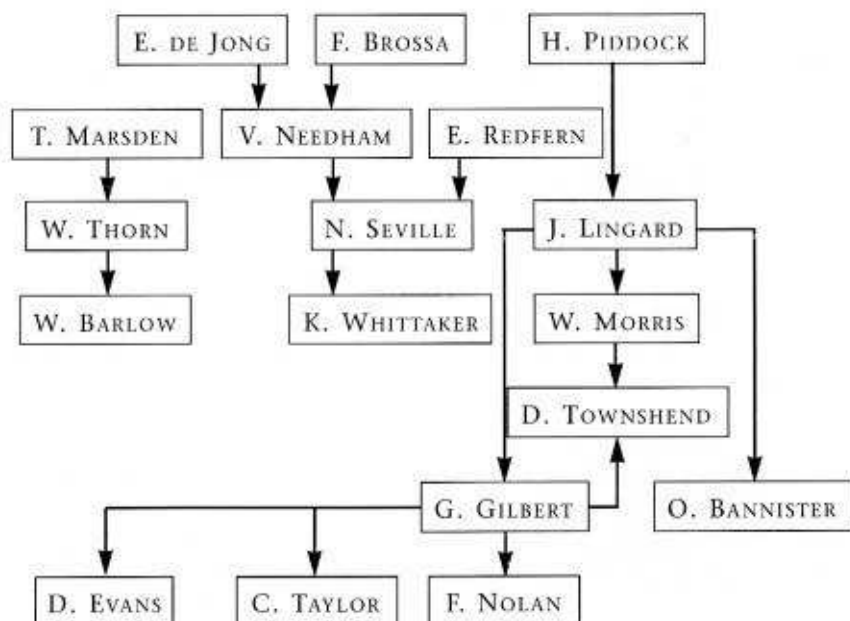 E. DE JONG
F. BROSSA
H. PIDDOCK
T. MARSDEN
V. NEEDHAM
E. REDFERN
W. THORN
N. SEVILLE
J. LINGARD
W. BARLOW
K. WHITTAKER
W. MORRIS
D. TOWNSHEND
G. GILBERT
O. BANNISTER
D. EVANS
C. TAYLOR
F. NOLAN